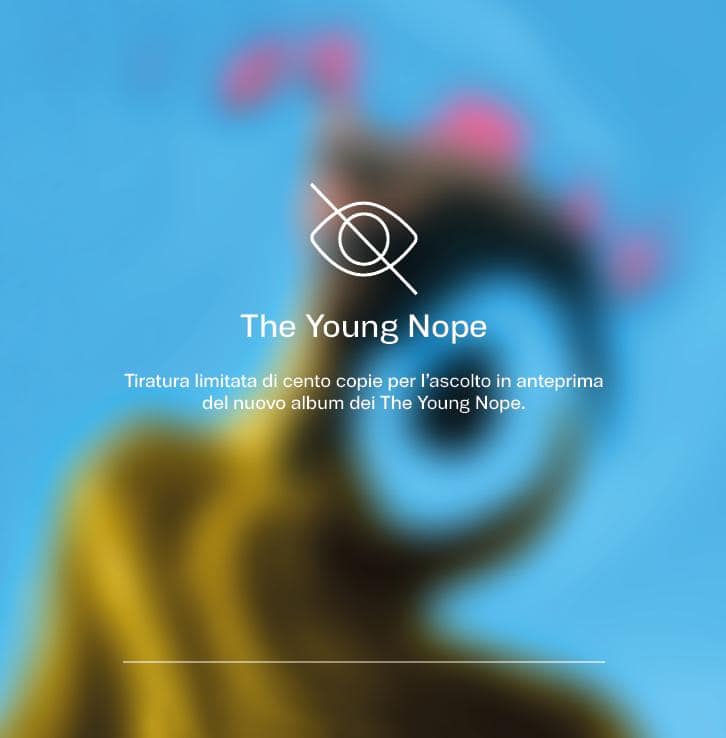 The Young Nope
Tiratura limitata di cento copie per l'ascolto in anteprima
del nuovo album dei The Young Nope.